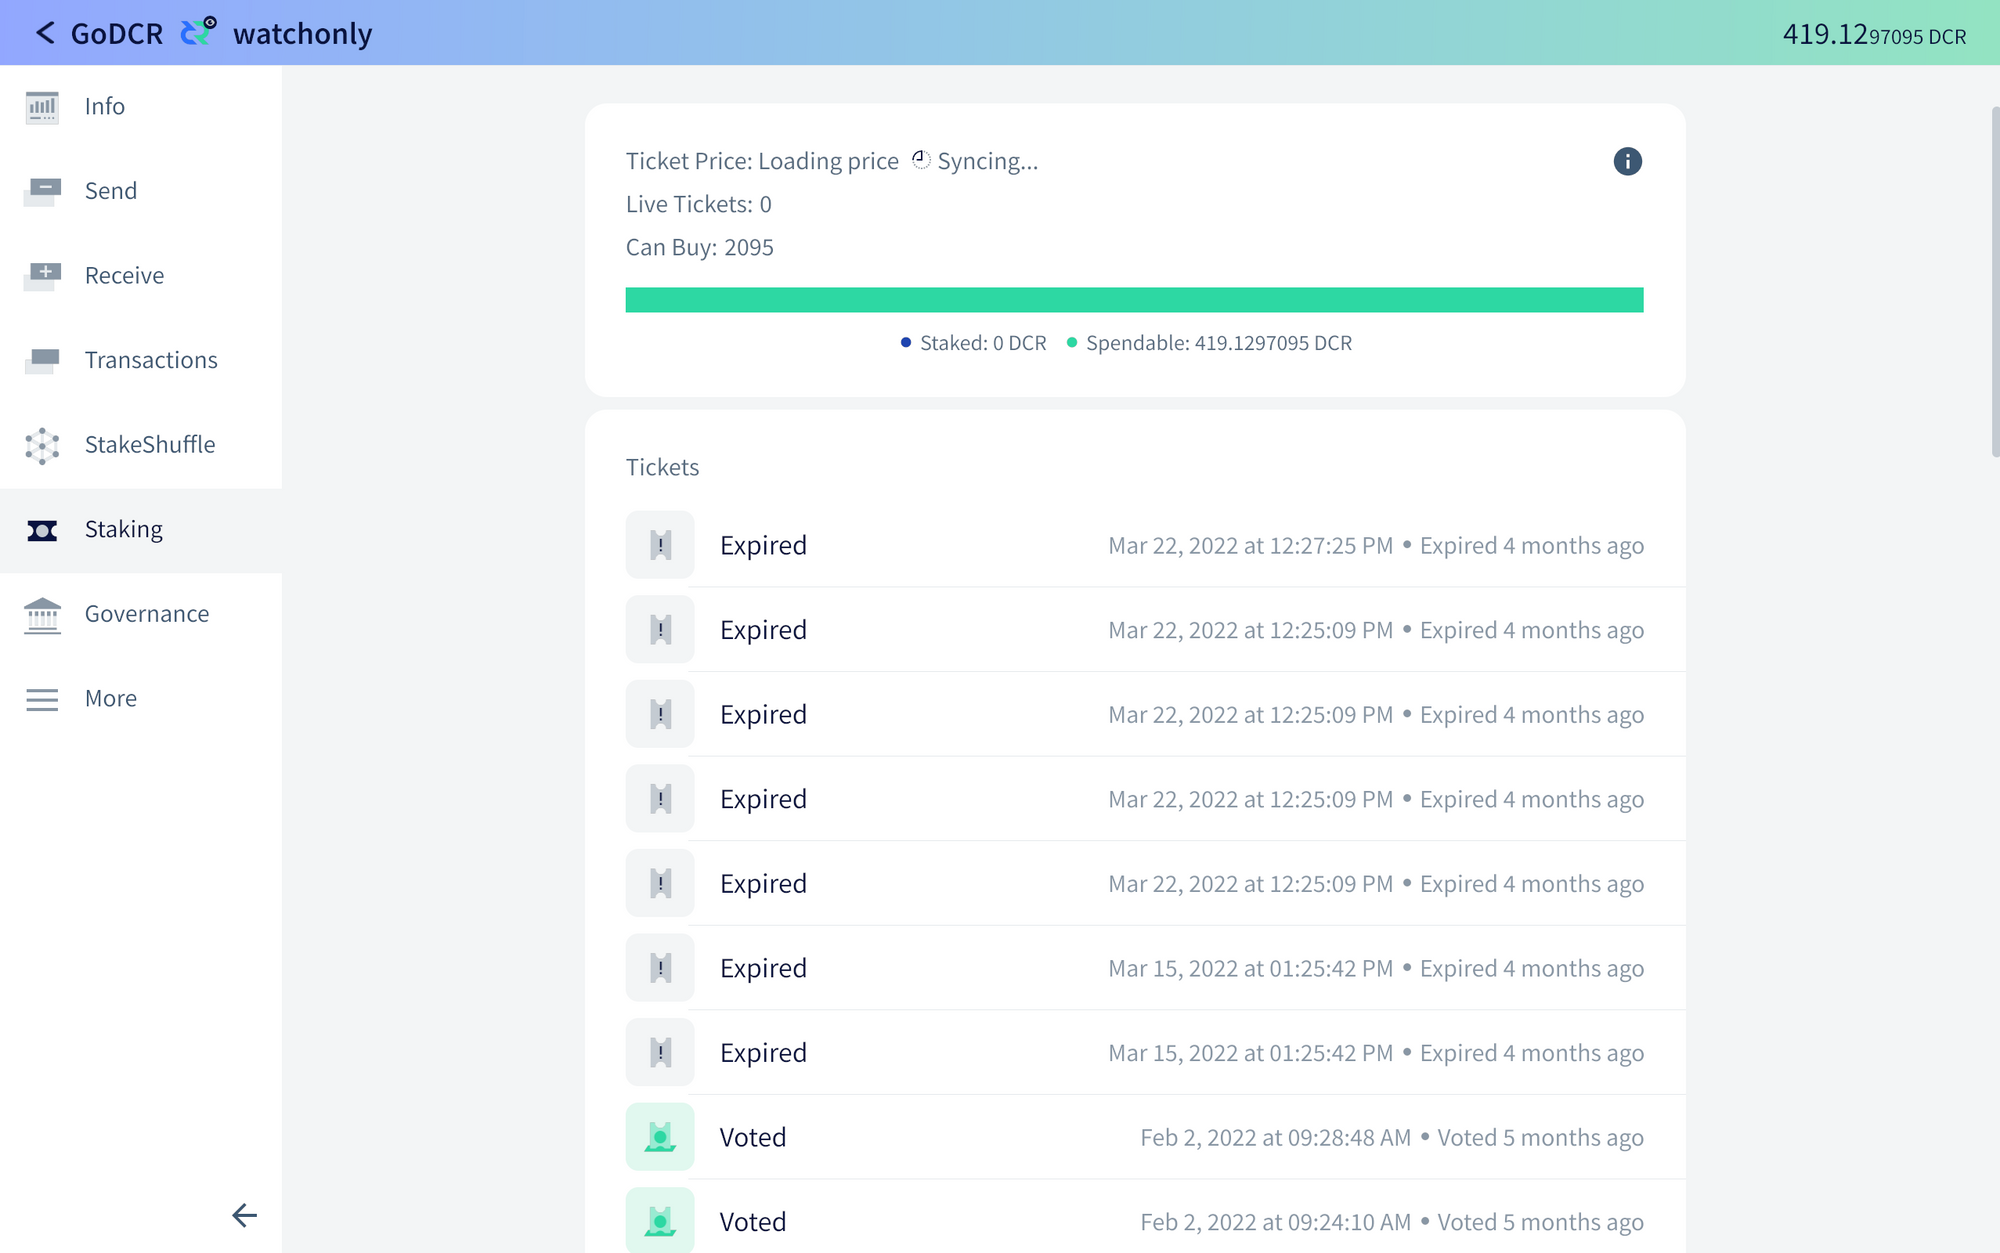 GoDCR watchonly 419.1297095 DCR
Info
Send
Receive
Transactions
StakeShuffle
Staking
Governance
More
Ticket Price: Loading price Syncing...
Live Tickets: 0
Can Buy: 2095
Staked: 0 DCR Spendable: 419.1297095 DCR
Tickets
Expired Mar 22, 2022 at 12:27:25 PM • Expired 4 months ago
Expired Mar 22, 2022 at 12:25:09 PM • Expired 4 months ago
Expired Mar 22, 2022 at 12:25:09 PM • Expired 4 months ago
Expired Mar 22, 2022 at 12:25:09 PM • Expired 4 months ago
Expired Mar 22, 2022 at 12:25:09 PM • Expired 4 months ago
Expired Mar 15, 2022 at 01:25:42 PM • Expired 4 months ago
Expired Mar 15, 2022 at 01:25:42 PM • Expired 4 months ago
Voted Feb 2, 2022 at 09:28:48 AM • Voted 5 months ago
Voted Feb 2, 2022 at 09:24:10 AM • Voted 5 months ago